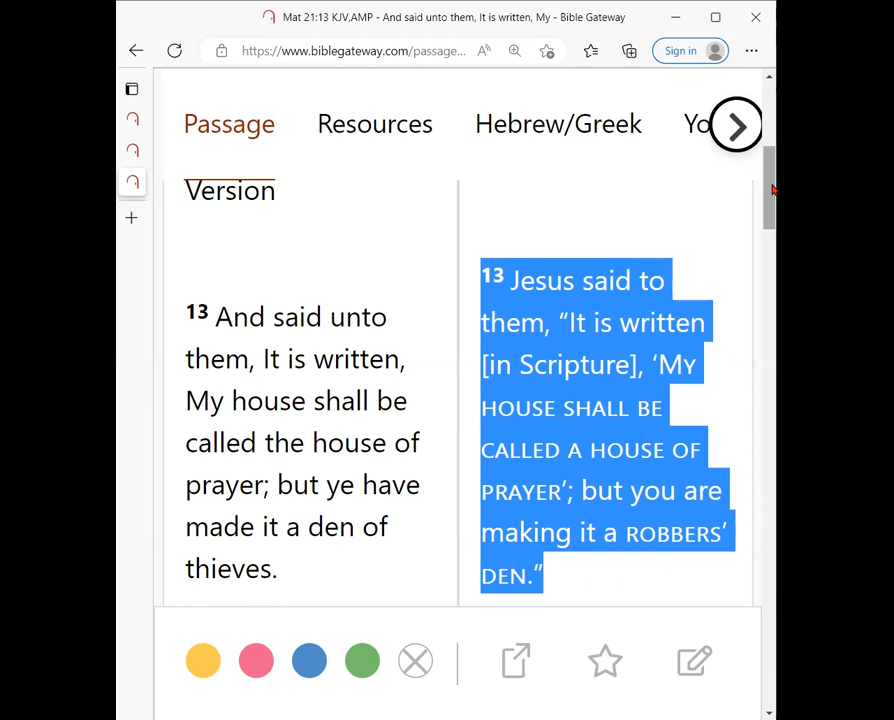 Mat 21:13 KJV,AMP - And said unto them, It is written, My - Bible Gateway
https://www.biblegateway.com/passage...
Sign in
Passage
Resources
Hebrew/Greek
Yo
Version
13 And said unto
them, It is written,
My house shall be
called the house of
prayer; but ye have
made it a den of
thieves.
13 Jesus said to
them, “It is written
[in Scripture], ‘My
HOUSE SHALL BE
CALLED A HOUSE OF
PRAYER’; but you are
making it a ROBBERS’
DEN.”